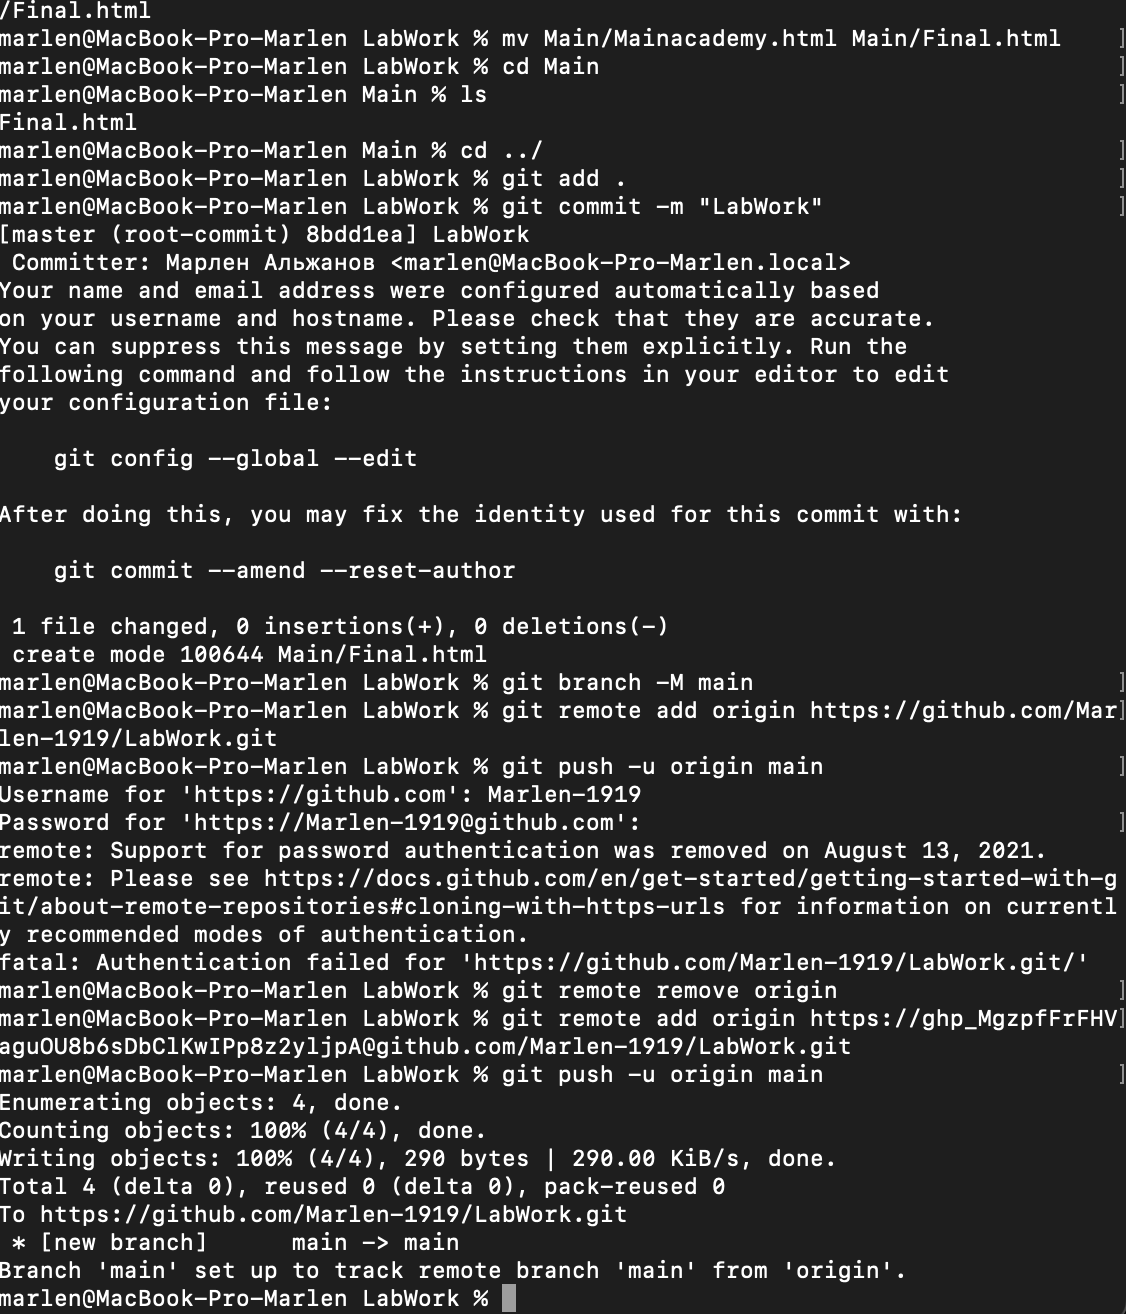 /Final.html
marlen@MacBook-Pro-Marlen LabWork % mv Main/Mainacademy.html Main/Final.html
marlen@MacBook-Pro-Marlen LabWork % cd Main
marlen@MacBook-Pro-Marlen Main % ls
Final.html
marlen@MacBook-Pro-Marlen Main % cd ../
marlen@MacBook-Pro-Marlen LabWork % git add .
marlen@MacBook-Pro-Marlen LabWork % git commit -m "LabWork"
[master (root-commit) 8bdd1ea] LabWork
 Committer: Марлен Альжанов <marlen@MacBook-Pro-Marlen.local>
Your name and email address were configured automatically based
on your username and hostname. Please check that they are accurate.
You can suppress this message by setting them explicitly. Run the
following command and follow the instructions in your editor to edit
your configuration file:

    git config --global --edit

After doing this, you may fix the identity used for this commit with:

    git commit --amend --reset-author

 1 file changed, 0 insertions(+), 0 deletions(-)
 create mode 100644 Main/Final.html
marlen@MacBook-Pro-Marlen LabWork % git branch -M main
marlen@MacBook-Pro-Marlen LabWork % git remote add origin https://github.com/Mar
len-1919/LabWork.git
marlen@MacBook-Pro-Marlen LabWork % git push -u origin main
Username for 'https://github.com': Marlen-1919
Password for 'https://Marlen-1919@github.com':
remote: Support for password authentication was removed on August 13, 2021.
remote: Please see https://docs.github.com/en/get-started/getting-started-with-g
it/about-remote-repositories#cloning-with-https-urls for information on currentl
y recommended modes of authentication.
fatal: Authentication failed for 'https://github.com/Marlen-1919/LabWork.git/'
marlen@MacBook-Pro-Marlen LabWork % git remote remove origin
marlen@MacBook-Pro-Marlen LabWork % git remote add origin https://ghp_MgzpfFrFHV
aguOU8b6sDbClKwIPp8z2yljpA@github.com/Marlen-1919/LabWork.git
marlen@MacBook-Pro-Marlen LabWork % git push -u origin main
Enumerating objects: 4, done.
Counting objects: 100% (4/4), done.
Writing objects: 100% (4/4), 290 bytes | 290.00 KiB/s, done.
Total 4 (delta 0), reused 0 (delta 0), pack-reused 0
To https://github.com/Marlen-1919/LabWork.git
 * [new branch]      main -> main
Branch 'main' set up to track remote branch 'main' from 'origin'.
marlen@MacBook-Pro-Marlen LabWork %